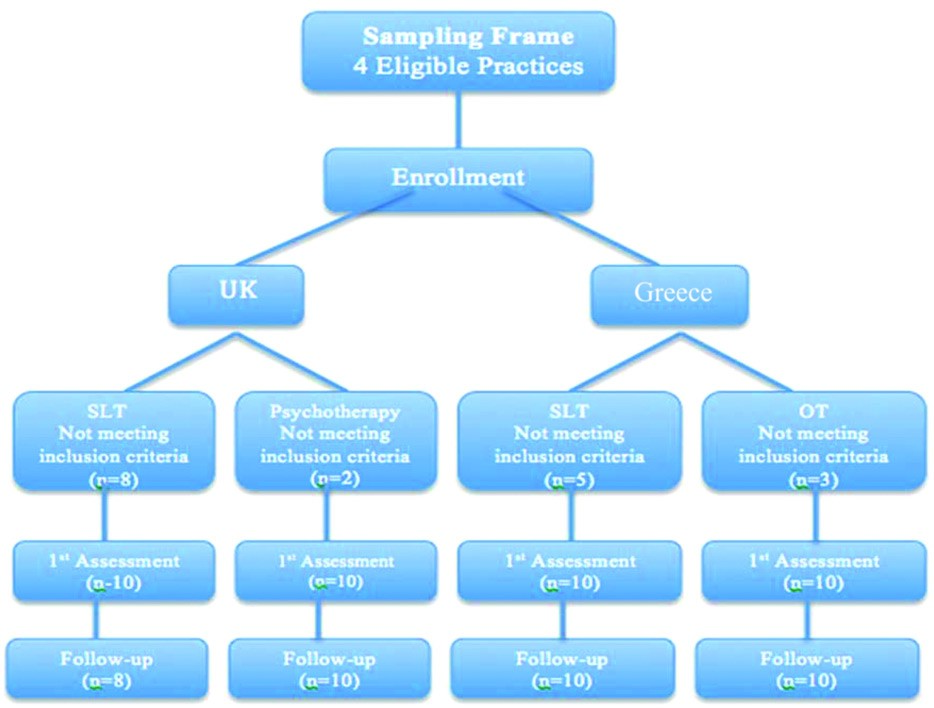 Sampling Frame
4 Eligible Practices
Enrollment
UK
Greece
SLT
Not meeting
inclusion criteria
(n=8)
Psychotherapy
Not meeting
inclusion criteria
(n=2)
SLT
Not meeting
inclusion criteria
(n=5)
OT
Not meeting
inclusion criteria
(n=3)
1st Assessment
(n-10)
1st Assessment
(n=10)
1st Assessment
(n=10)
1st Assessment
(n=10)
Follow-up
(n=8)
Follow-up
(n=10)
Follow-up
(n=10)
Follow-up
(n=10)